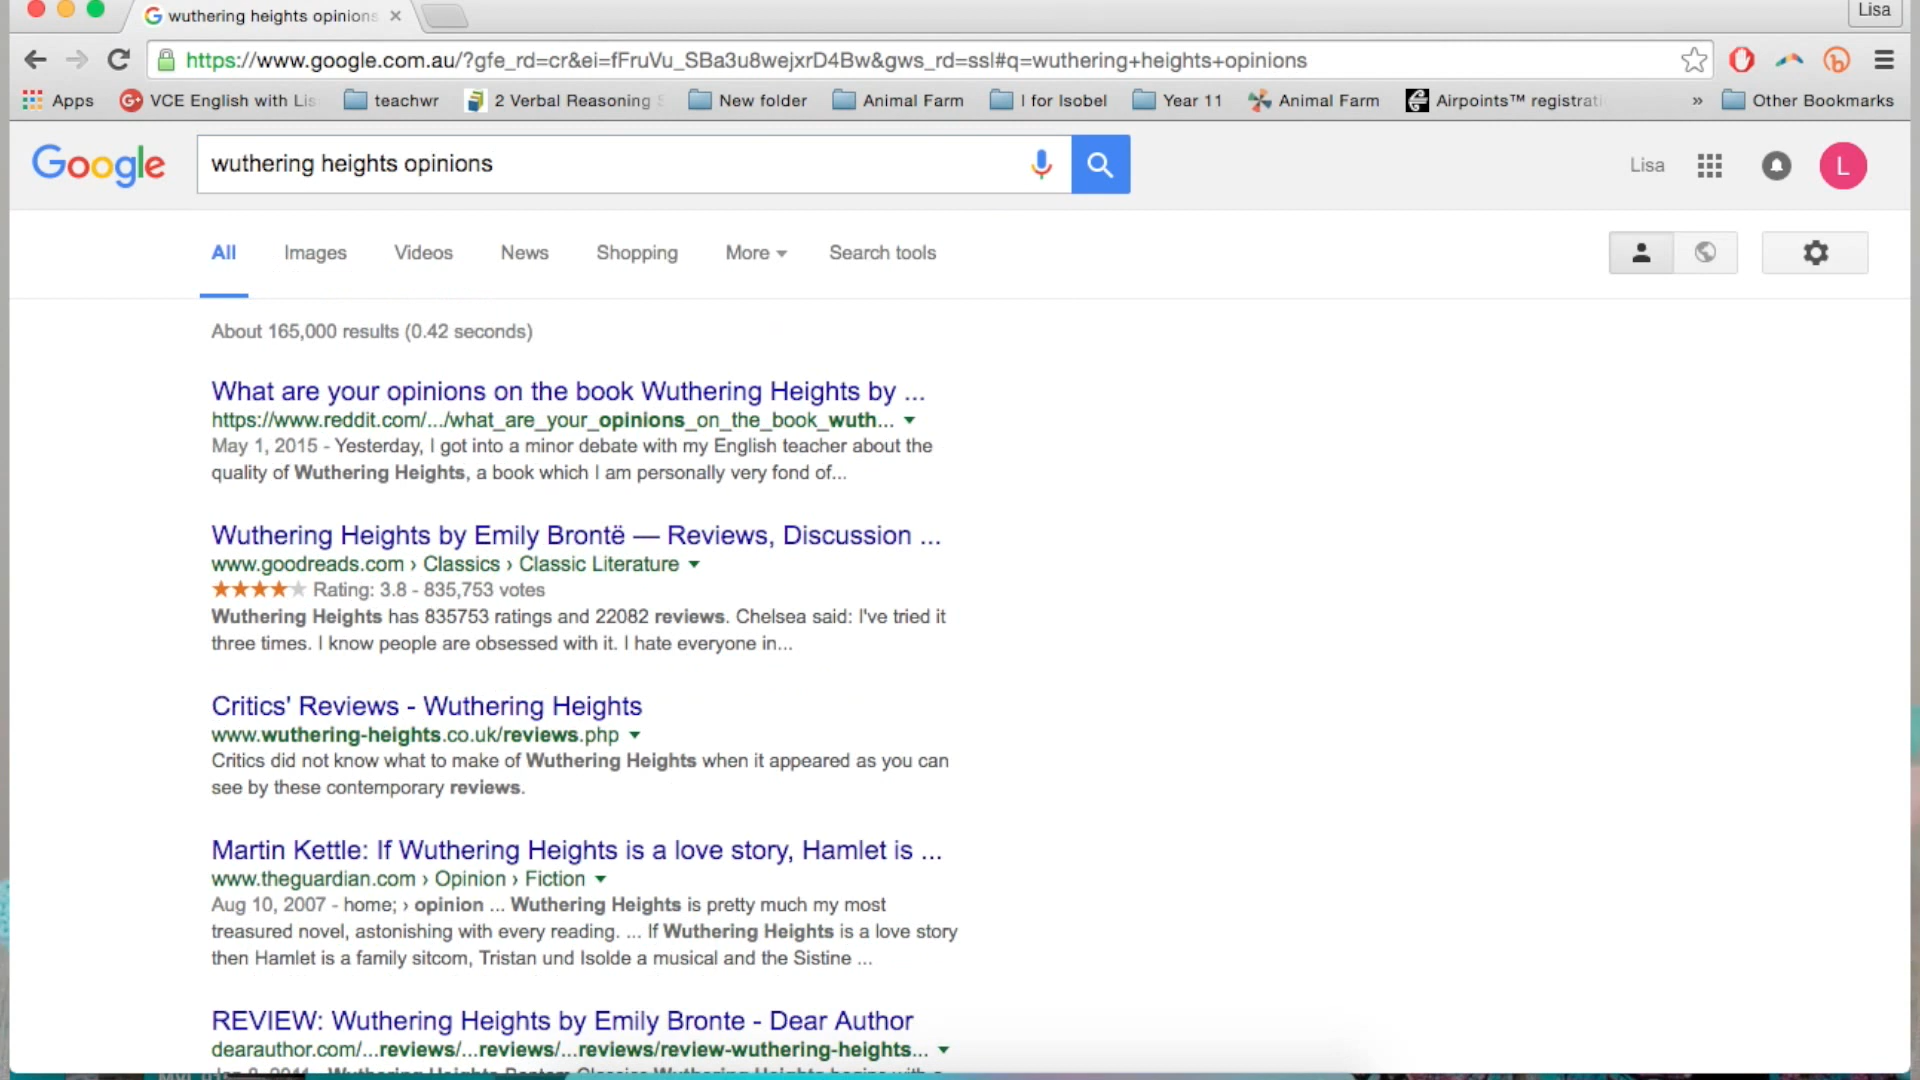 wuthering heights opinions
Lisa
https://www.google.com.au/?gfe_rd=cr&ei=fFruVu_SBa3u8wejxrD4Bw&gws_rd=ssl#q=wuthering+heights+opinions
Apps VCE English with Lis teachwr 2 Verbal Reasoning New folder Animal Farm I for Isobel Year 11 Animal Farm Airpoints™ registrati » Other Bookmarks
Google wuthering heights opinions Lisa L
All Images Videos News Shopping More Search tools
About 165,000 results (0.42 seconds)
What are your opinions on the book Wuthering Heights by ...
https://www.reddit.com/.../what_are_your_opinions_on_the_book_wuth...
May 1, 2015 - Yesterday, I got into a minor debate with my English teacher about the
quality of Wuthering Heights, a book which I am personally very fond of...
Wuthering Heights by Emily Brontë — Reviews, Discussion ...
www.goodreads.com › Classics › Classic Literature
Rating: 3.8 - 835,753 votes
Wuthering Heights has 835753 ratings and 22082 reviews. Chelsea said: I've tried it
three times. I know people are obsessed with it. I hate everyone in...
Critics' Reviews - Wuthering Heights
www.wuthering-heights.co.uk/reviews.php
Critics did not know what to make of Wuthering Heights when it appeared as you can
see by these contemporary reviews.
Martin Kettle: If Wuthering Heights is a love story, Hamlet is ...
www.theguardian.com › Opinion › Fiction
Aug 10, 2007 - home; › opinion ... Wuthering Heights is pretty much my most
treasured novel, astonishing with every reading. ... If Wuthering Heights is a love story
then Hamlet is a family sitcom, Tristan und Isolde a musical and the Sistine ...
REVIEW: Wuthering Heights by Emily Bronte - Dear Author
dearauthor.com/...reviews/...reviews/...reviews/review-wuthering-heights...